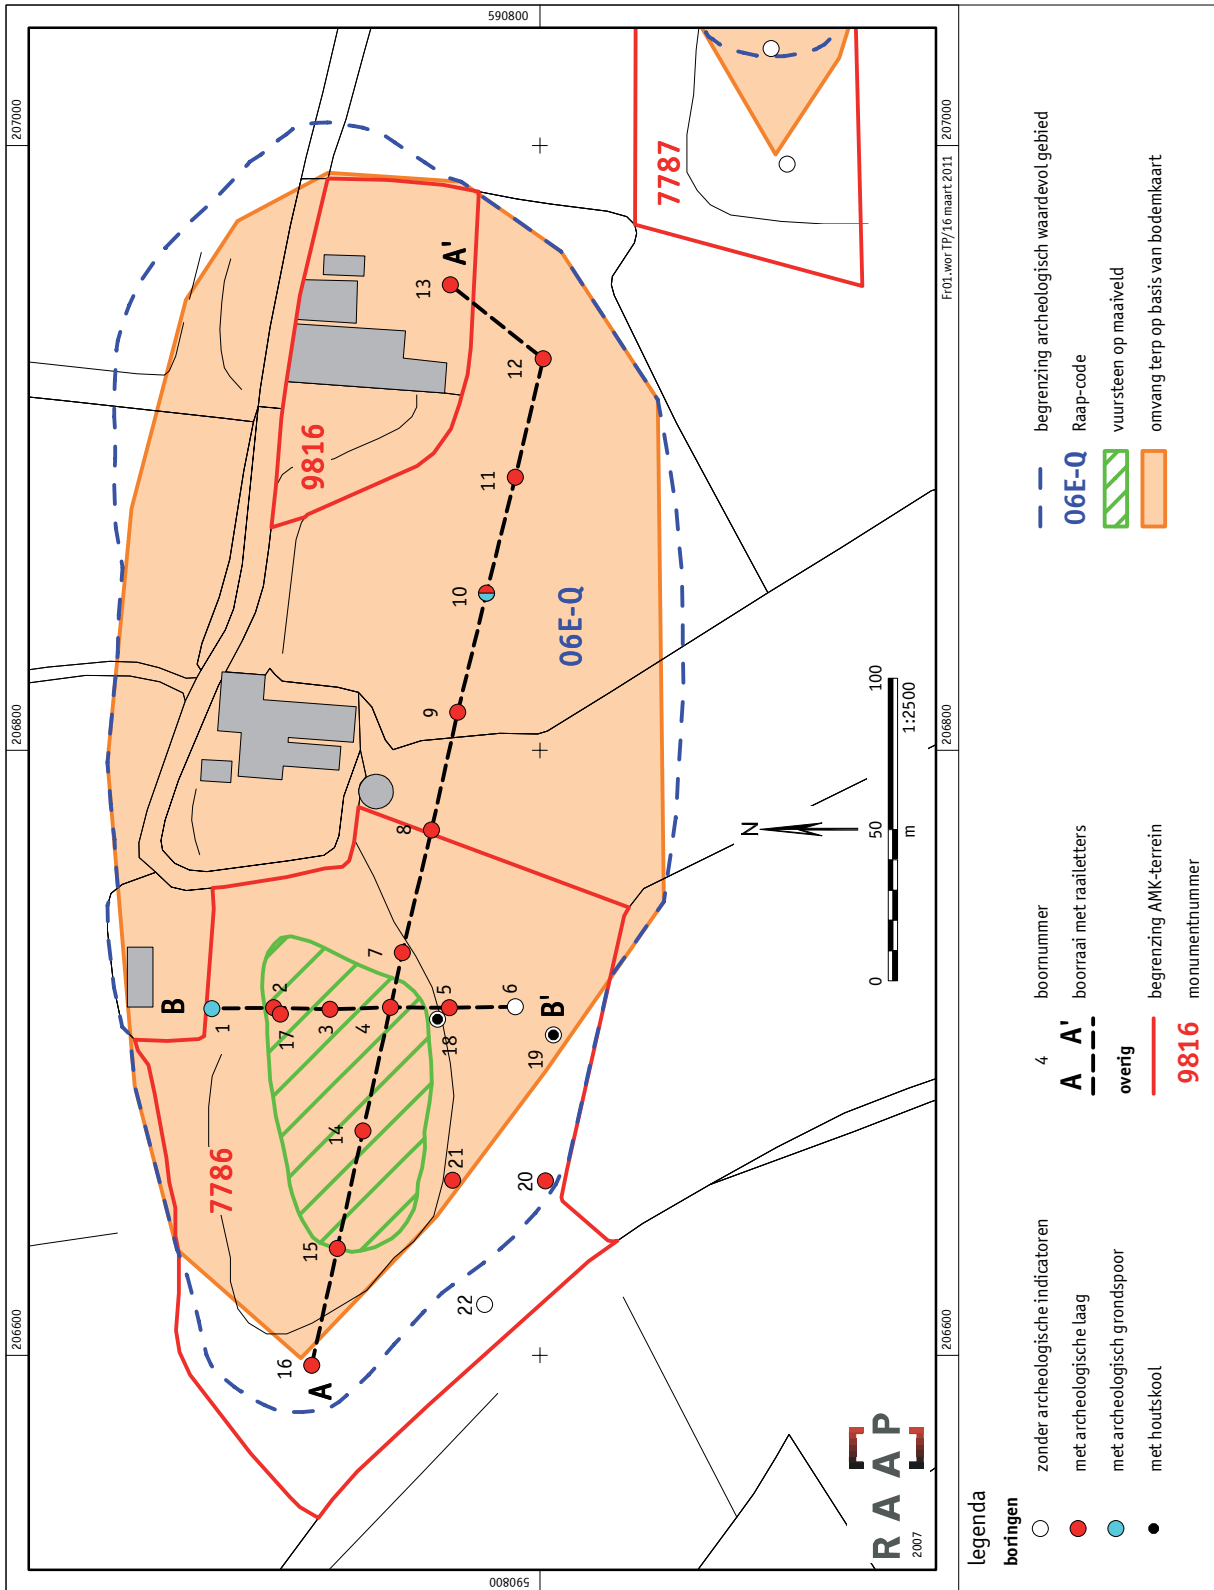 206600
206800
207000
590800
590800
206600
206800
207000
Fr01.wor TP/16 maart 2011
7786
9816
7787
06E-Q
A
A'
B
B'
1
2
17
3
4
5
18
6
19
7
8
9
10
11
12
13
14
15
16
20
21
22
N
0
50
100
m
1:2500
RAAP
2007
legenda
boringen
zonder archeologische indicatoren
met archeologische laag
met archeologisch grondspoor
met houtskool
4
boornummer
A A'
boorraai met raailetters
overig
begrenzing AMK-terrein
9816
monumentnummer
begrenzing archeologisch waardevol gebied
06E-Q
Raap-code
vuursteen op maaiveld
omvang terp op basis van bodemkaart